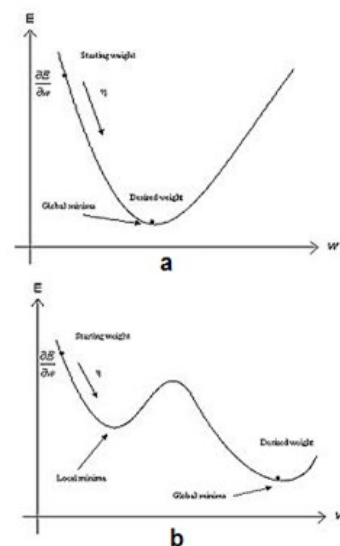 E
Starting weight
∂E
∂w
η
Desired weight
Global minima
w
a
E
Starting weight
∂E
∂w
η
Desired weight
Local minima
Global minima
w
b